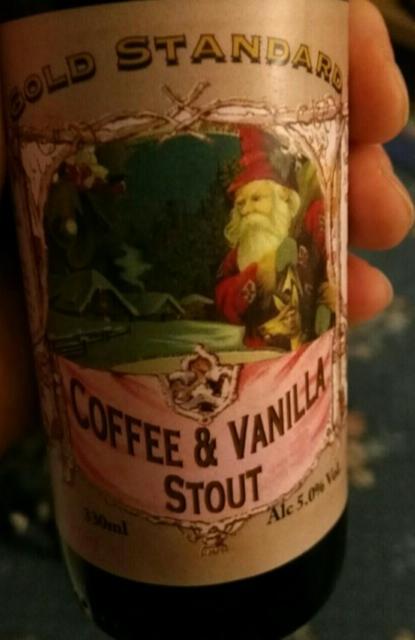 GOLD STANDARD
COFFEE & VANILLA
STOUT
330ml
Alc 5.0% Vol.